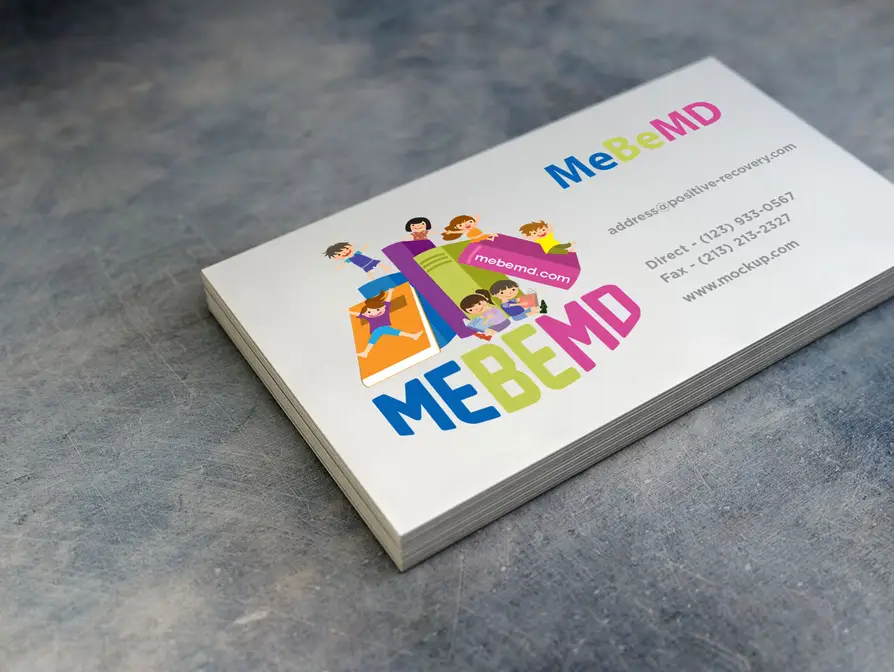 MeBeMD
address@positive-recovery.com
Direct - (123) 933-0567
Fax - (213) 213-2327
www.mockup.com
mebemd.com
MEBEMD